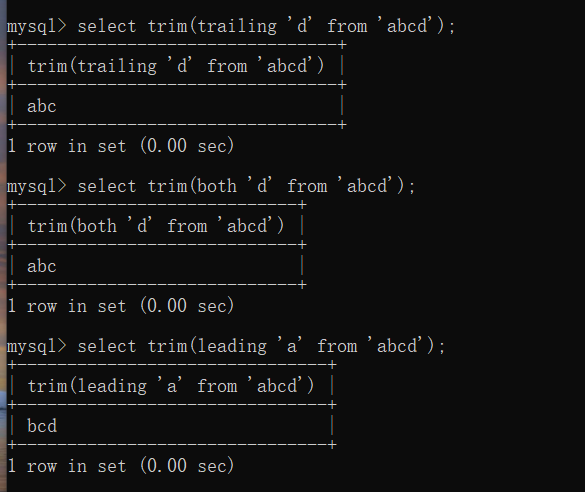 mysql> select trim(trailing 'd' from 'abcd');
+--------------------------------+
| trim(trailing 'd' from 'abcd') |
+--------------------------------+
| abc                            |
+--------------------------------+
1 row in set (0.00 sec)
mysql> select trim(both 'd' from 'abcd');
+----------------------------+
| trim(both 'd' from 'abcd') |
+----------------------------+
| abc                        |
+----------------------------+
1 row in set (0.00 sec)
mysql> select trim(leading 'a' from 'abcd');
+-------------------------------+
| trim(leading 'a' from 'abcd') |
+-------------------------------+
| bcd                           |
+-------------------------------+
1 row in set (0.00 sec)